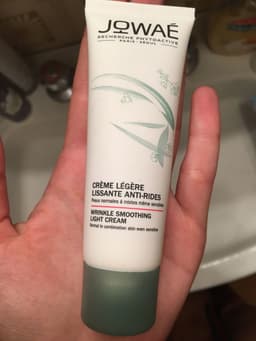 JOWAÉ
RECHERCHE PHYTOACTIVE
PARIS-SEOUL
CRÈME LÉGÈRE
LISSANTE ANTI-RIDES
Peaux normales à mixtes même sensibles
WRINKLE SMOOTHING
LIGHT CREAM
Normal to combination skin even sensitive